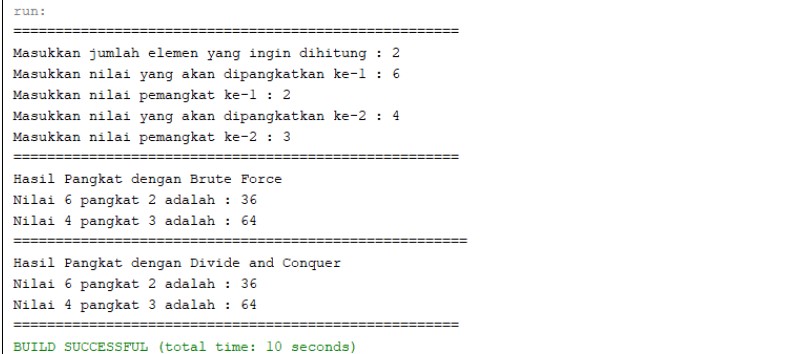 run:
=====================================================
Masukkan jumlah elemen yang ingin dihitung : 2
Masukkan nilai yang akan dipangkatkan ke-1 : 6
Masukkan nilai pemangkat ke-1 : 2
Masukkan nilai yang akan dipangkatkan ke-2 : 4
Masukkan nilai pemangkat ke-2 : 3
=====================================================
Hasil Pangkat dengan Brute Force
Nilai 6 pangkat 2 adalah : 36
Nilai 4 pangkat 3 adalah : 64
======================================================
Hasil Pangkat dengan Divide and Conquer
Nilai 6 pangkat 2 adalah : 36
Nilai 4 pangkat 3 adalah : 64
=====================================================
BUILD SUCCESSFUL (total time: 10 seconds)